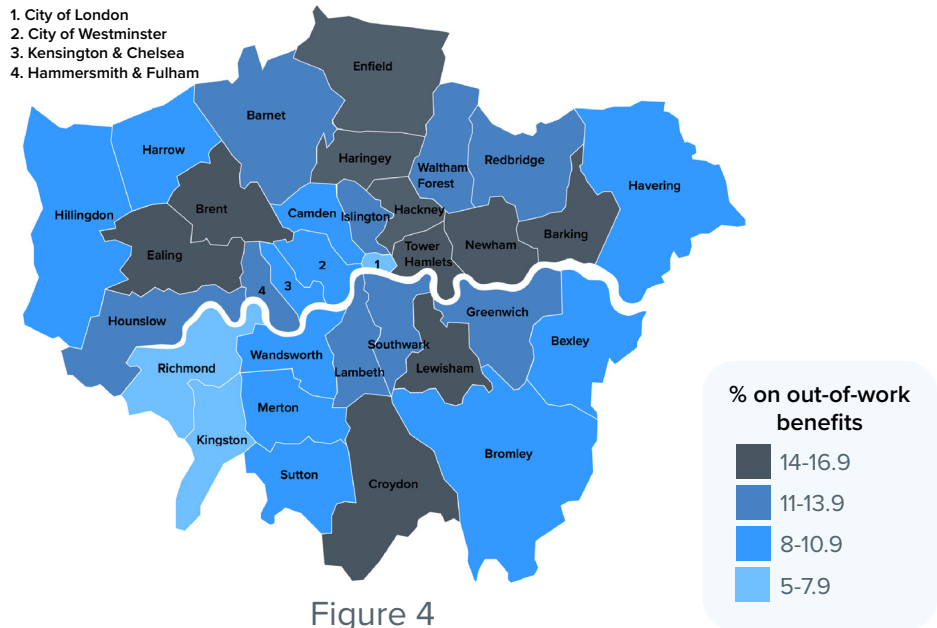 1. City of London
2. City of Westminster
3. Kensington & Chelsea
4. Hammersmith & Fulham
Enfield
Barnet
Harrow
Haringey
Waltham
Forest
Redbridge
Havering
Hillingdon
Brent
Camden
Islington
Hackney
Barking
Ealing
Tower
Hamlets
Newham
2
1
3
4
Hounslow
Greenwich
Richmond
Wandsworth
Southwark
Bexley
Lambeth
Lewisham
Merton
Kingston
Bromley
Sutton
Croydon
% on out-of-work
benefits
14-16.9
11-13.9
8-10.9
5-7.9
Figure 4